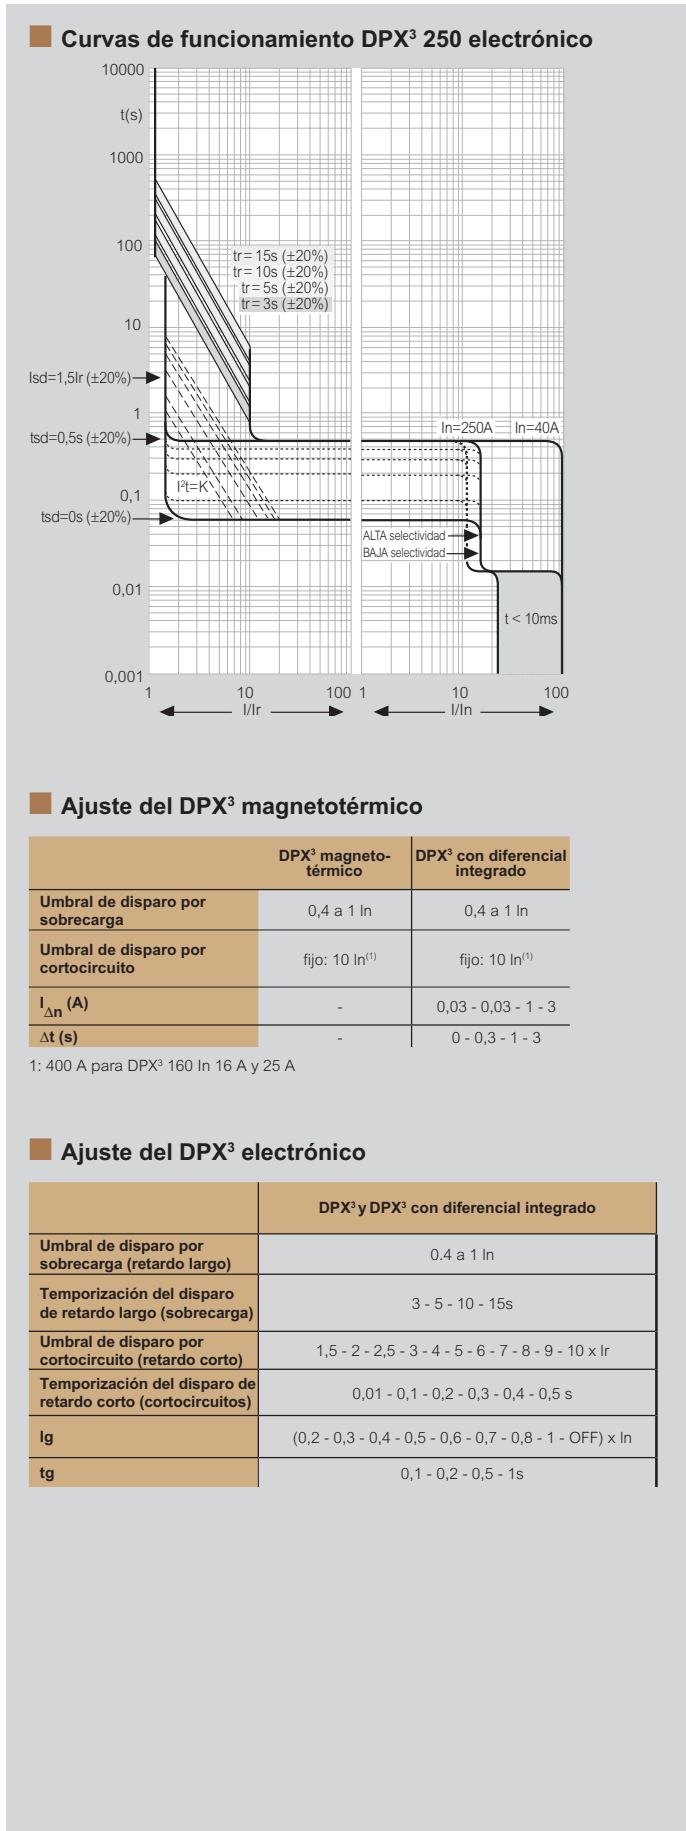 Curvas de funcionamiento DPX³ 250 electrónico
10000
t(s)
1000
100
tr = 15s (±20%)
tr = 10s (±20%)
tr = 5s (±20%)
tr = 3s (±20%)
10
Isd=1,5Ir (±20%)
1
In=250A
In=40A
tsd=0,5s (±20%)
I²t=K
0,1
tsd=0s (±20%)
ALTA selectividad
BAJA selectividad
0,01
t < 10ms
0,001
1
10
100
1
10
100
I/Ir
I/In
Ajuste del DPX³ magnetotérmico
DPX³ magneto-
térmico
DPX³ con diferencial
integrado
Umbral de disparo por
sobrecarga
0,4 a 1 In
0,4 a 1 In
Umbral de disparo por
cortocircuito
fijo: 10 In⁽¹⁾
fijo: 10 In⁽¹⁾
IΔn (A)
-
0,03 - 0,03 - 1 - 3
Δt (s)
-
0 - 0,3 - 1 - 3
1: 400 A para DPX³ 160 In 16 A y 25 A
Ajuste del DPX³ electrónico
DPX³ y DPX³ con diferencial integrado
Umbral de disparo por
sobrecarga (retardo largo)
0.4 a 1 In
Temporización del disparo
de retardo largo (sobrecarga)
3 - 5 - 10 - 15s
Umbral de disparo por
cortocircuito (retardo corto)
1,5 - 2 - 2,5 - 3 - 4 - 5 - 6 - 7 - 8 - 9 - 10 x Ir
Temporización del disparo de
retardo corto (cortocircuitos)
0,01 - 0,1 - 0,2 - 0,3 - 0,4 - 0,5 s
Ig
(0,2 - 0,3 - 0,4 - 0,5 - 0,6 - 0,7 - 0,8 - 1 - OFF) x In
tg
0,1 - 0,2 - 0,5 - 1s